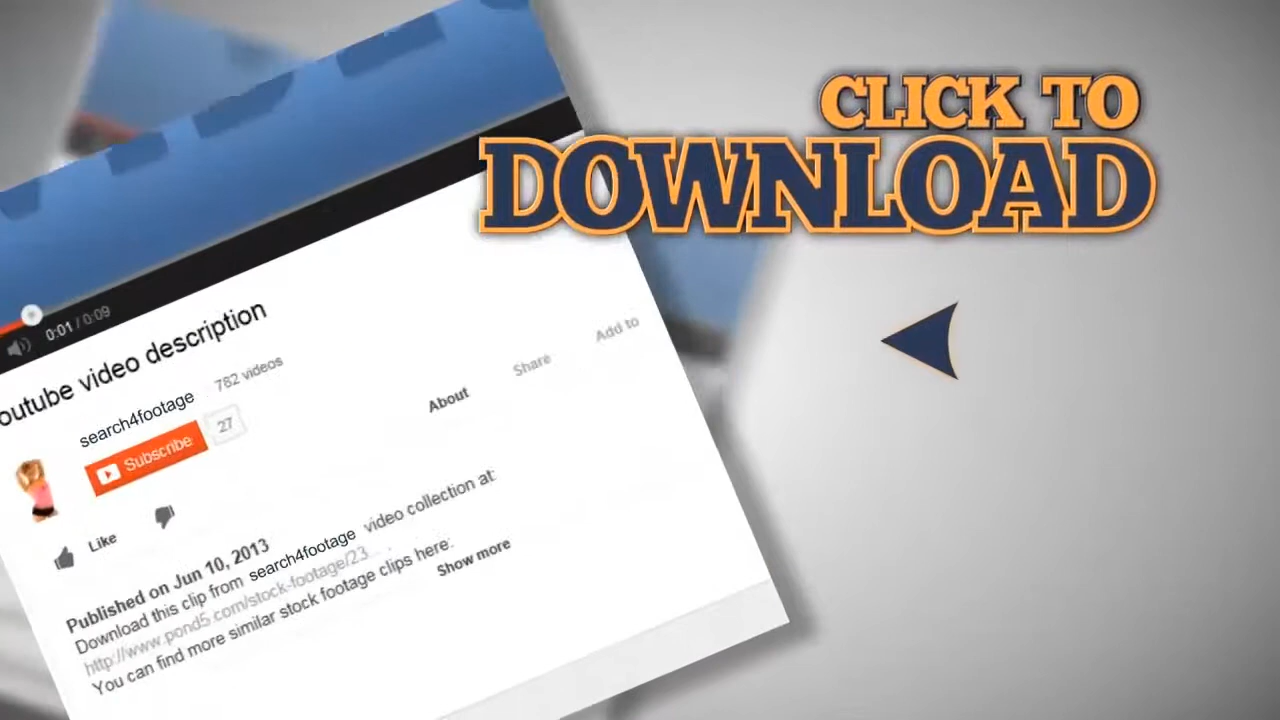 CLICK TO
DOWNLOAD
0:01 / 0:09
outube video description
search4footage 782 videos
Subscribe 27
About Share Add to
Like
Published on Jun 10, 2013
Download this clip from search4footage video collection at:
http://www.pond5.com/stock-footage/23...
You can find more similar stock footage clips here:
Show more